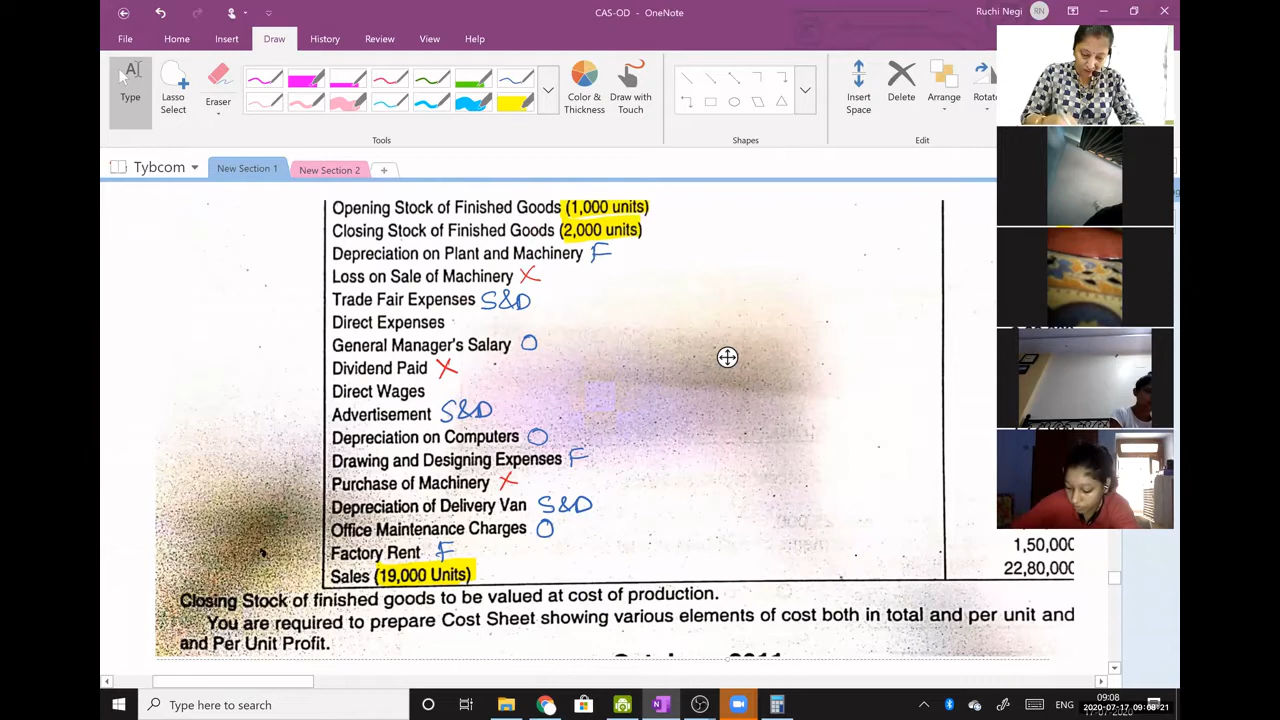 CAS-OD - OneNote
Ruchi Negi RN
File Home Insert Draw History Review View Help
Type
Lasso Select
Eraser
Color & Thickness
Draw with Touch
Insert Space
Delete
Arrange
Rotate
Tools
Shapes
Edit
Tybcom
New Section 1
New Section 2
Opening Stock of Finished Goods (1,000 units)
Closing Stock of Finished Goods (2,000 units)
Depreciation on Plant and Machinery F
Loss on Sale of Machinery X
Trade Fair Expenses S&D
Direct Expenses
General Manager's Salary O
Dividend Paid X
Direct Wages
Advertisement S&D
Depreciation on Computers O
Drawing and Designing Expenses F
Purchase of Machinery X
Depreciation of Delivery Van S&D
Office Maintenance Charges O
Factory Rent F 1,50,000
Sales (19,000 Units) 22,80,000
Closing Stock of finished goods to be valued at cost of production.
You are required to prepare Cost Sheet showing various elements of cost both in total and per unit and
and Per Unit Profit.
Type here to search
ENG
09:08
2020-07-17 09:08:21